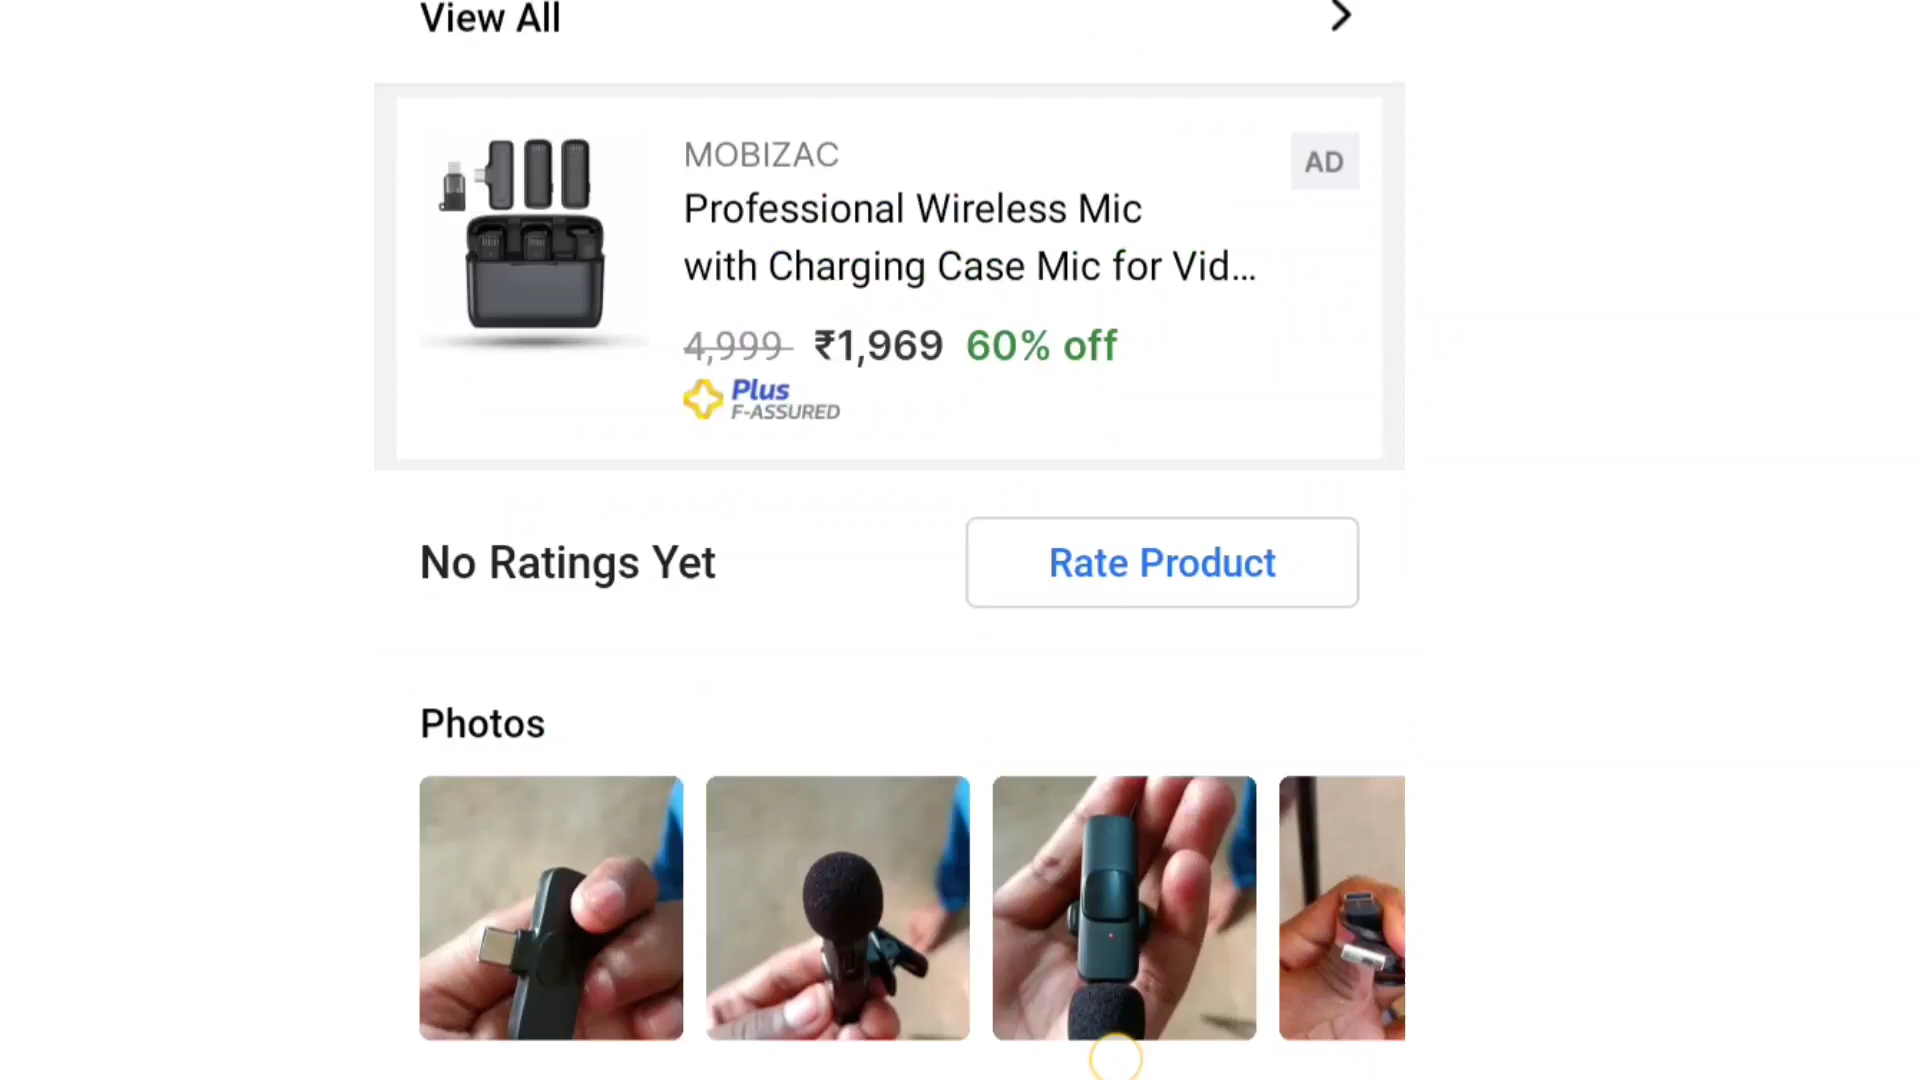 View All
MOBIZAC
AD
Professional Wireless Mic
with Charging Case Mic for Vid...
4,999 ₹1,969 60% off
Plus
F-ASSURED
No Ratings Yet
Rate Product
Photos